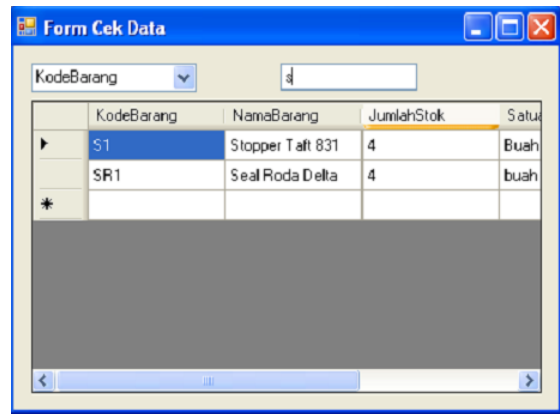 Form Cek Data
KodeBarang s
KodeBarang NamaBarang JumlahStok Satua
S1 Stopper Taft 831 4 Buah
SR1 Seal Roda Delta 4 buah